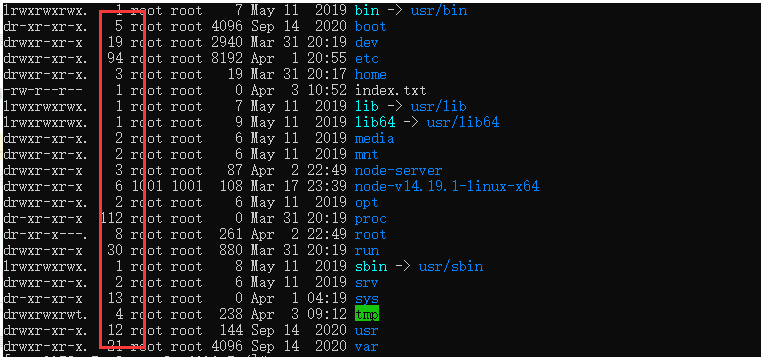 lrwxrwxrwx.   1 root root    7 May 11  2019 bin -> usr/bin
dr-xr-xr-x.   5 root root 4096 Sep 14  2020 boot
drwxr-xr-x   19 root root 2940 Mar 31 20:19 dev
drwxr-xr-x.  94 root root 8192 Apr  1 20:55 etc
drwxr-xr-x.   3 root root   19 Mar 31 20:17 home
-rw-r--r--    1 root root    0 Apr  3 10:52 index.txt
lrwxrwxrwx.   1 root root    7 May 11  2019 lib -> usr/lib
lrwxrwxrwx.   1 root root    9 May 11  2019 lib64 -> usr/lib64
drwxr-xr-x.   2 root root    6 May 11  2019 media
drwxr-xr-x.   2 root root    6 May 11  2019 mnt
drwxr-xr-x    3 root root   87 Apr  2 22:49 node-server
drwxr-xr-x    6 1001 1001  108 Mar 17 23:39 node-v14.19.1-linux-x64
drwxr-xr-x.   2 root root    6 May 11  2019 opt
dr-xr-xr-x  112 root root    0 Mar 31 20:19 proc
dr-xr-x---.   8 root root  261 Apr  2 22:49 root
drwxr-xr-x   30 root root  880 Mar 31 20:19 run
lrwxrwxrwx.   1 root root    8 May 11  2019 sbin -> usr/sbin
drwxr-xr-x.   2 root root    6 May 11  2019 srv
dr-xr-xr-x   13 root root    0 Apr  1 04:19 sys
drwxrwxrwt.   4 root root  238 Apr  3 09:12 tmp
drwxr-xr-x.  12 root root  144 Sep 14  2020 usr
drwxr-xr-x.  21 root root 4096 Sep 14  2020 var